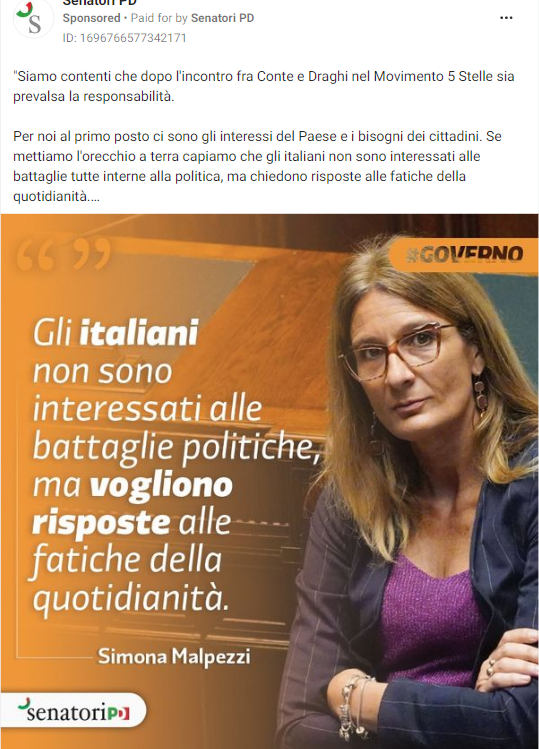 Senatori PD
Sponsored • Paid for by Senatori PD
ID: 1696766577342171
"Siamo contenti che dopo l'incontro fra Conte e Draghi nel Movimento 5 Stelle sia
prevalsa la responsabilità.
Per noi al primo posto ci sono gli interessi del Paese e i bisogni dei cittadini. Se
mettiamo l'orecchio a terra capiamo che gli italiani non sono interessati alle
battaglie tutte interne alla politica, ma chiedono risposte alle fatiche della
quotidianità....
“ ”
#GOVERNO
Gli italiani
non sono
interessati alle
battaglie politiche,
ma vogliono
risposte alle
fatiche della
quotidianità.
Simona Malpezzi
senatoriPD